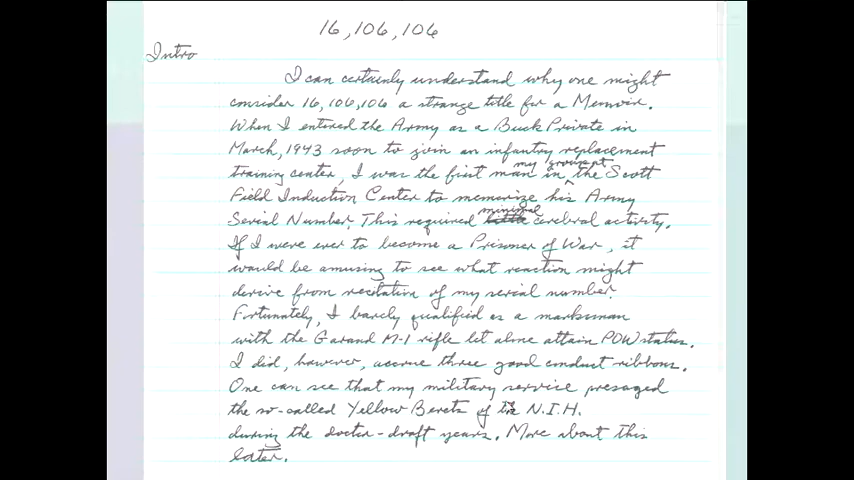 16,106,106
Intro
I can certainly understand why one might
consider 16,106,106 a strange title for a Memoir.
When I entered the Army as a Buck Private in
March, 1943 soon to join an infantry replacement
training center, I was the first man in my group at the Scott
Field Induction Center to memorize his Army
Serial Number. This required minimal cerebral activity.
If I were ever to become a Prisoner of War, it
would be amusing to see what reaction might
derive from recitation of my serial number.
Fortunately, I barely qualified as a marksman
with the Garand M-1 rifle let alone attain POW status.
I did, however, accrue three good conduct ribbons.
One can see that my military service presaged
the so-called Yellow Berets of the N.I.H.
during the doctor-draft years. More about this
later.